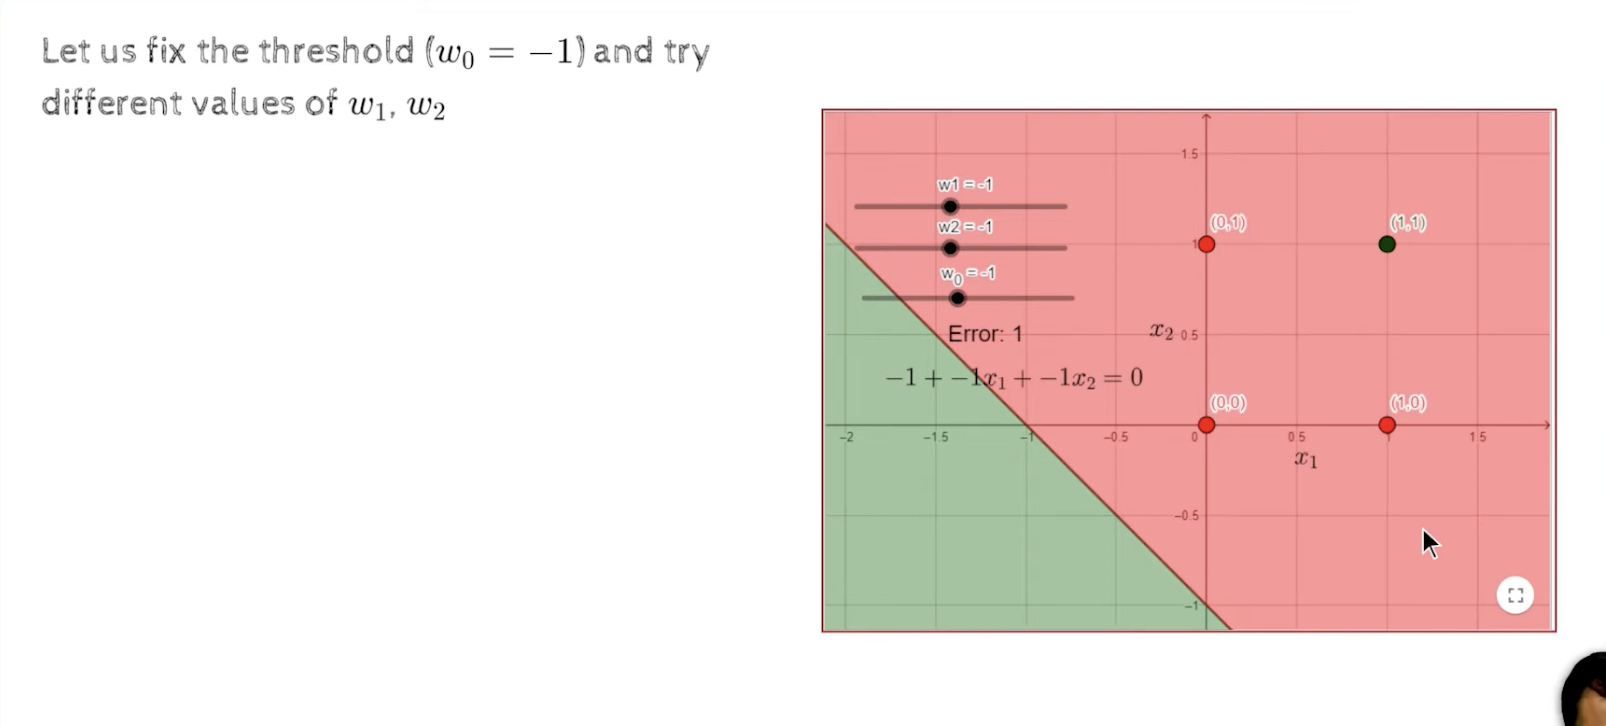 Let us fix the threshold (w₀ = −1) and try
different values of w₁, w₂
1.5
w1 = -1
(0,1)
(1,1)
w2 = -1
1
w₀ = -1
Error: 1
x₂ 0.5
−1 + −1x₁ + −1x₂ = 0
(0,0)
(1,0)
−2 −1.5 −1 −0.5 0 0.5 1 1.5
x₁
−0.5
−1